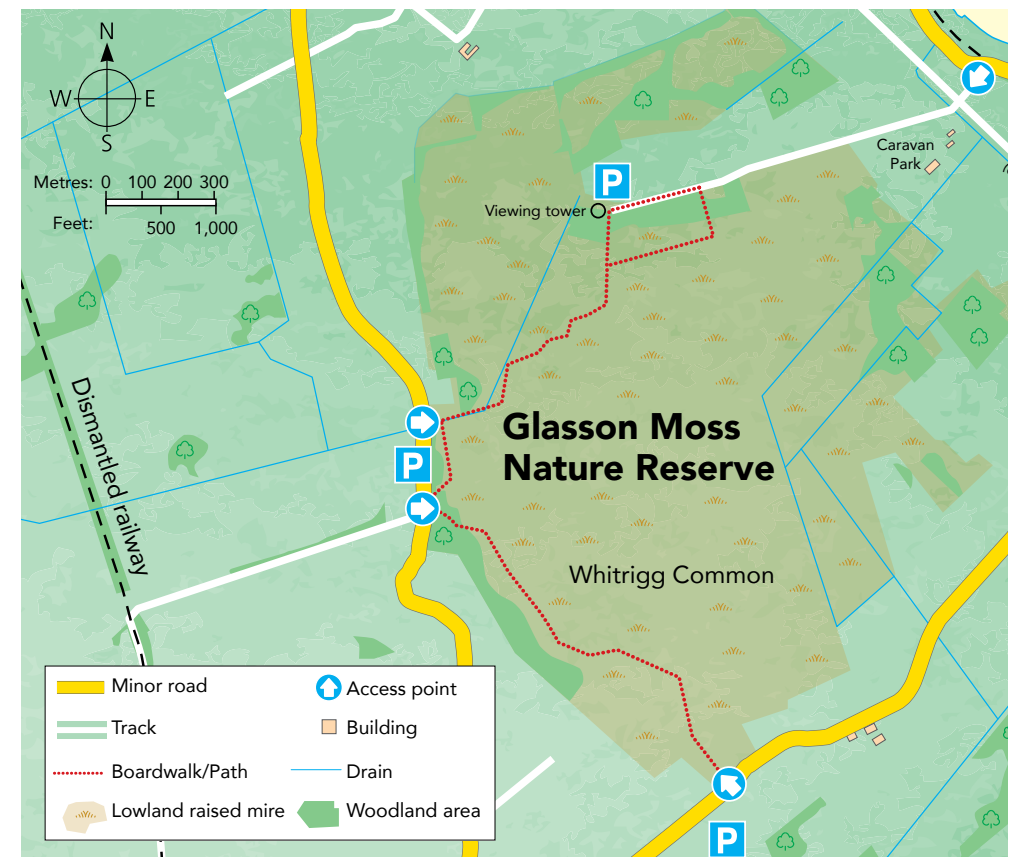 N
W E
S
Metres: 0 100 200 300
Feet: 500 1,000
Caravan
Park
P
Viewing tower
Dismantled railway
P
Glasson Moss
Nature Reserve
Whitrigg Common
Minor road
Access point
Track
Building
Boardwalk/Path
Drain
Lowland raised mire
Woodland area
P